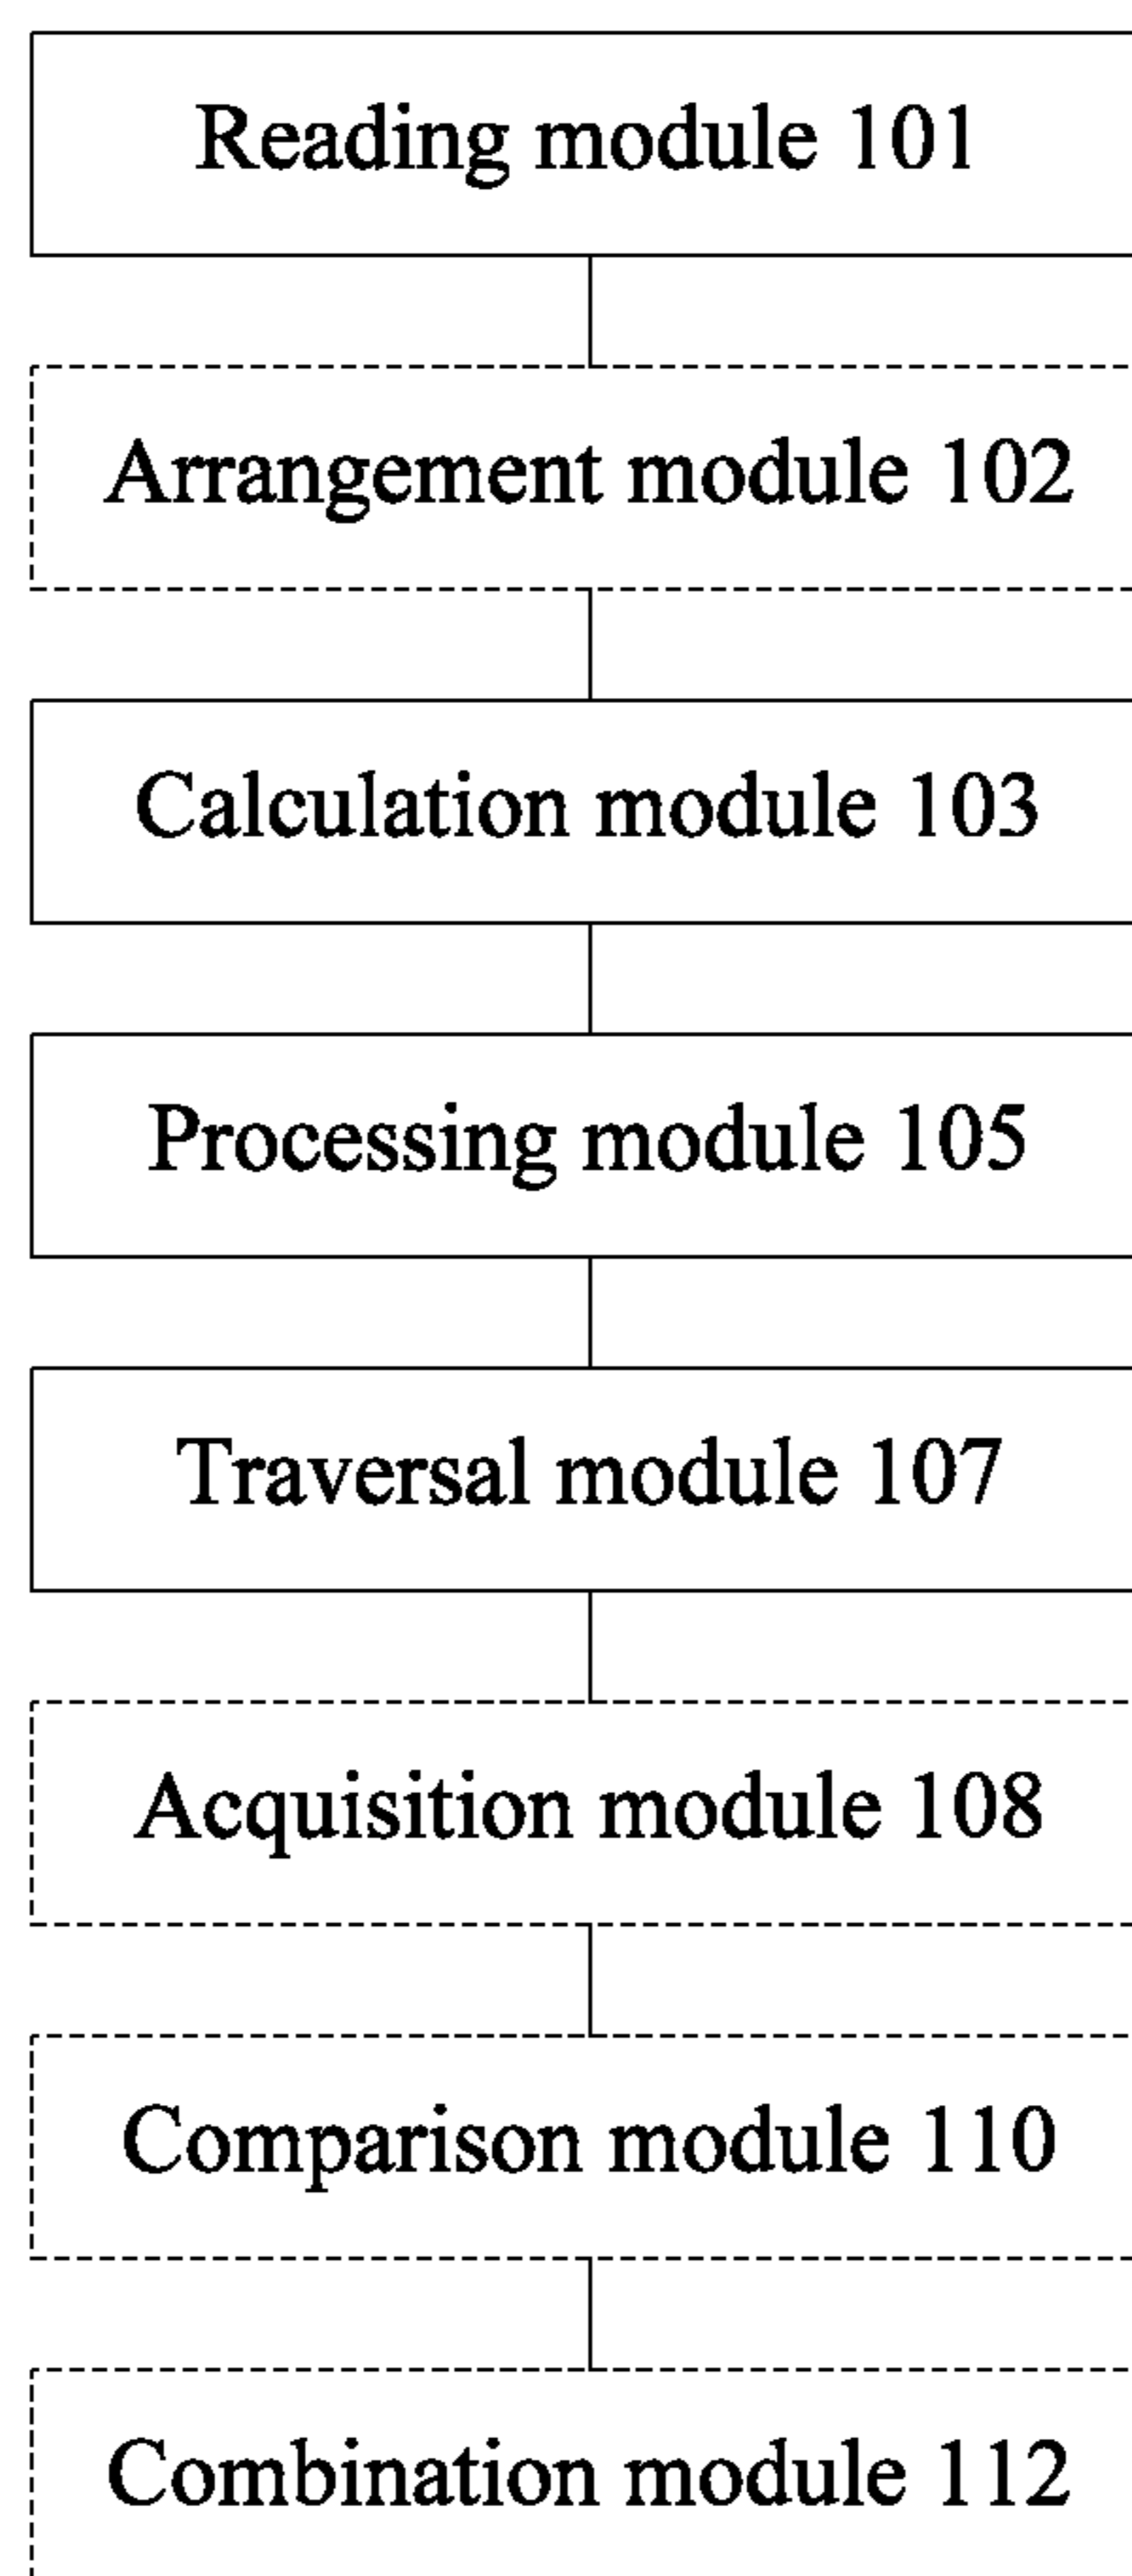 Reading module 101
Arrangement module 102
Calculation module 103
Processing module 105
Traversal module 107
Acquisition module 108
Comparison module 110
Combination module 112